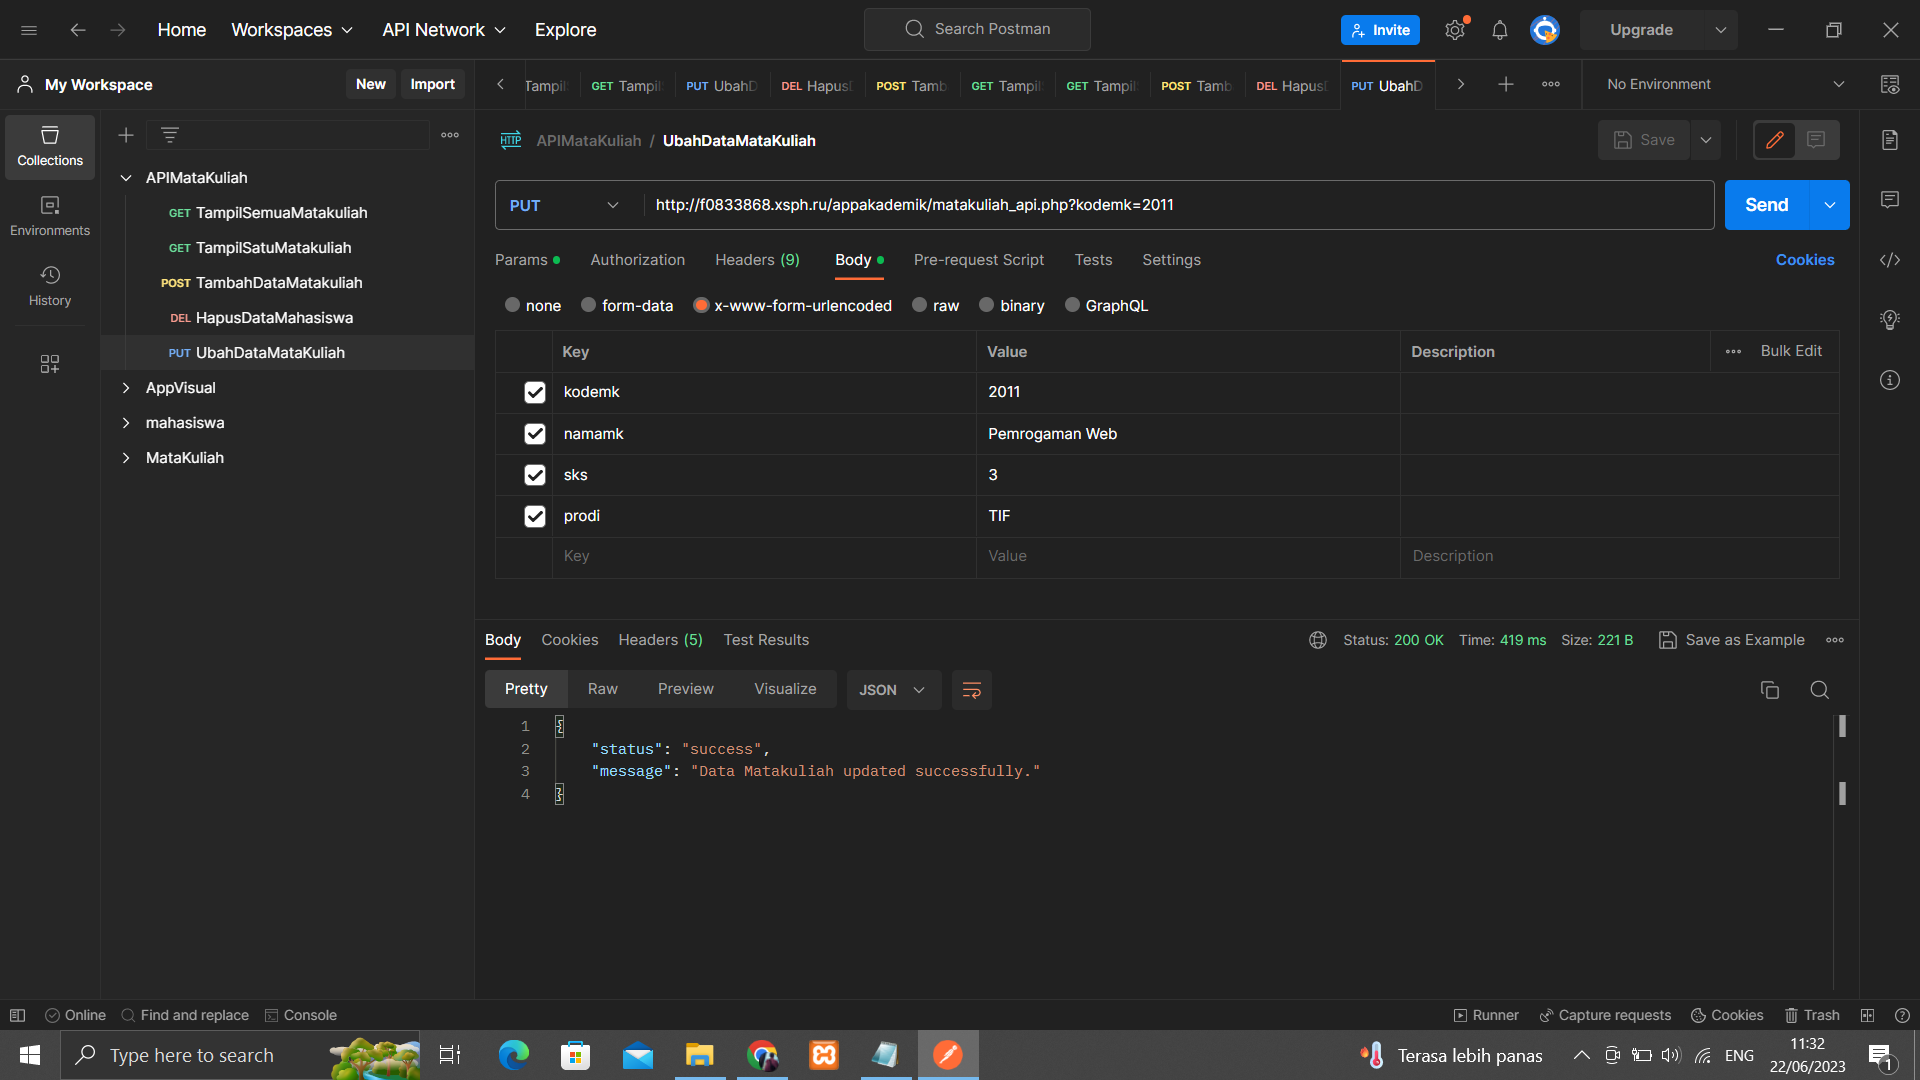 Home
Workspaces
API Network
Explore
Search Postman
Invite
Upgrade
My Workspace
New
Import
Tampil
GET Tampil
PUT UbahD
DEL Hapus
POST Tamb
GET Tampil
GET Tampil
POST Tamb
DEL Hapus
PUT UbahD
No Environment
Collections
Environments
History
APIMataKuliah
GET TampilSemuaMatakuliah
GET TampilSatuMatakuliah
POST TambahDataMatakuliah
DEL HapusDataMahasiswa
PUT UbahDataMataKuliah
AppVisual
mahasiswa
MataKuliah
HTTP APIMataKuliah / UbahDataMataKuliah
Save
PUT
http://f0833868.xsph.ru/appakademik/matakuliah_api.php?kodemk=2011
Send
Params
Authorization
Headers (9)
Body
Pre-request Script
Tests
Settings
Cookies
none
form-data
x-www-form-urlencoded
raw
binary
GraphQL
Key Value Description
Bulk Edit
kodemk 2011
namamk Pemrogaman Web
sks 3
prodi TIF
Key Value Description
Body
Cookies
Headers (5)
Test Results
Status: 200 OK Time: 419 ms Size: 221 B
Save as Example
Pretty
Raw
Preview
Visualize
JSON
1 {
2 "status": "success",
3 "message": "Data Matakuliah updated successfully."
4 }
Online
Find and replace
Console
Runner
Capture requests
Cookies
Trash
Type here to search
Terasa lebih panas
ENG
11:32
22/06/2023
1